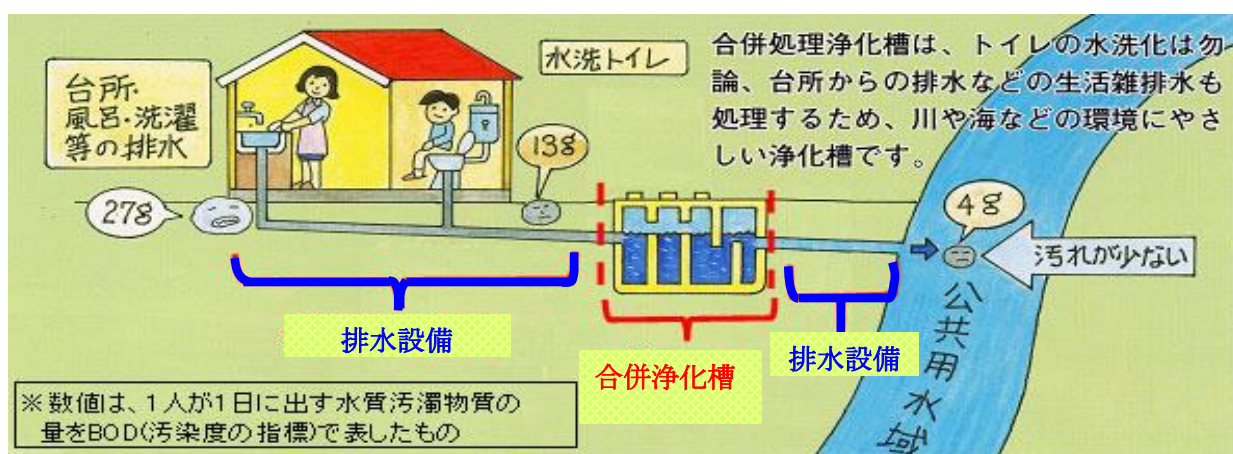 合併処理浄化槽は、トイレの水洗化は勿
論、台所からの排水などの生活雑排水も
処理するため、川や海などの環境にやさ
しい浄化槽です。
水洗トイレ
台所・
風呂・洗濯
等の排水
27g
13g
4g
汚れが少ない
公共用水域
排水設備
合併浄化槽
排水設備
※数値は、1人が1日に出す水質汚濁物質の
量をBOD(汚染度の指標)で表したもの